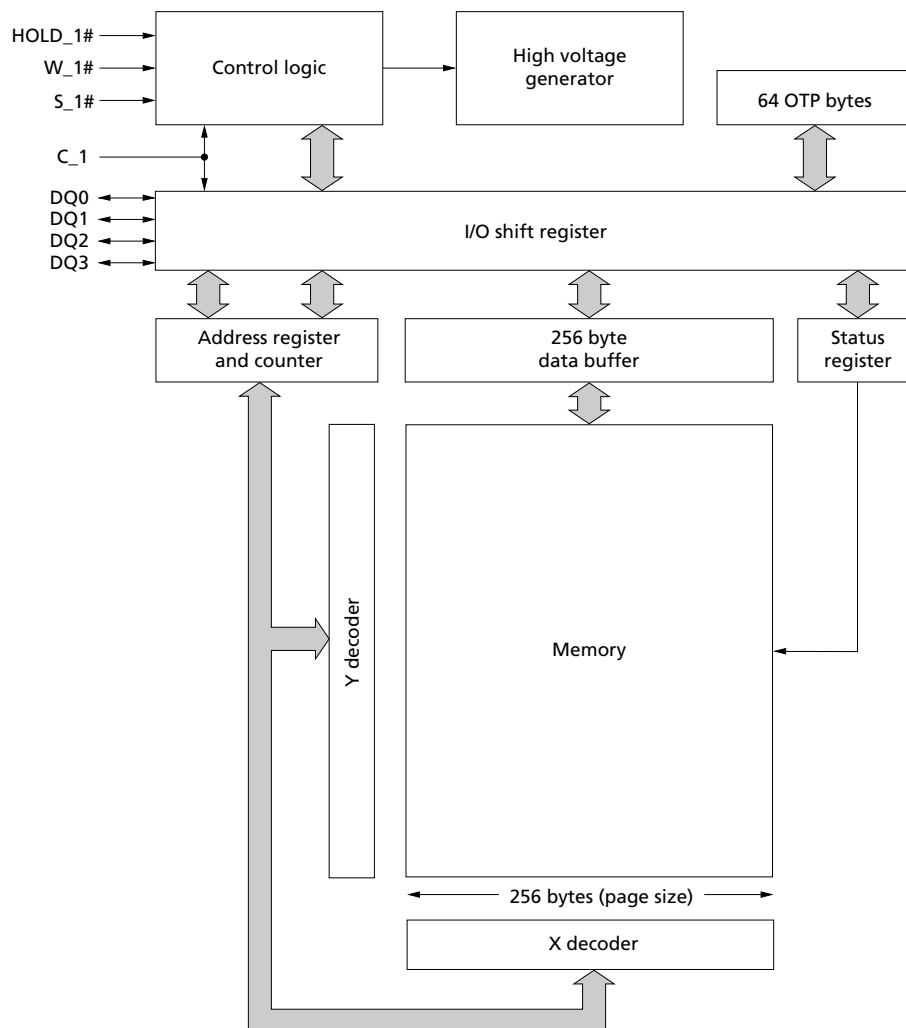 HOLD_1#
W_1#
S_1#
C_1
Control logic
High voltage
generator
64 OTP bytes
DQ0
DQ1
DQ2
DQ3
I/O shift register
Address register
and counter
256 byte
data buffer
Status
register
Y decoder
Memory
256 bytes (page size)
X decoder